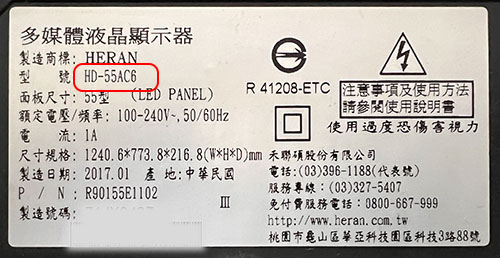 多媒體液晶顯示器
製造商標: HERAN
型 號 HD-55AC6
面板尺寸: 55型 (LED PANEL)
額定電壓/頻率: 100-240V~, 50/60Hz
電 流: 1A
尺寸規格: 1240.6*773.8*216.8(W*H*D)mm
製造日期: 2017.01 產 地:中華民國
P / N : R90155E1102 III
製造號碼:
R 41208-ETC
注意事項及使用方法
請參閱使用說明書
使用過度恐傷害視力
禾聯碩股份有限公司
電話: (03)396-1188(代表號)
服務專線: (03)327-5407
免付費服務電話: 0800-667-999
http://www.heran.com.tw
桃園市龜山區華亞科技園區科技3路88號